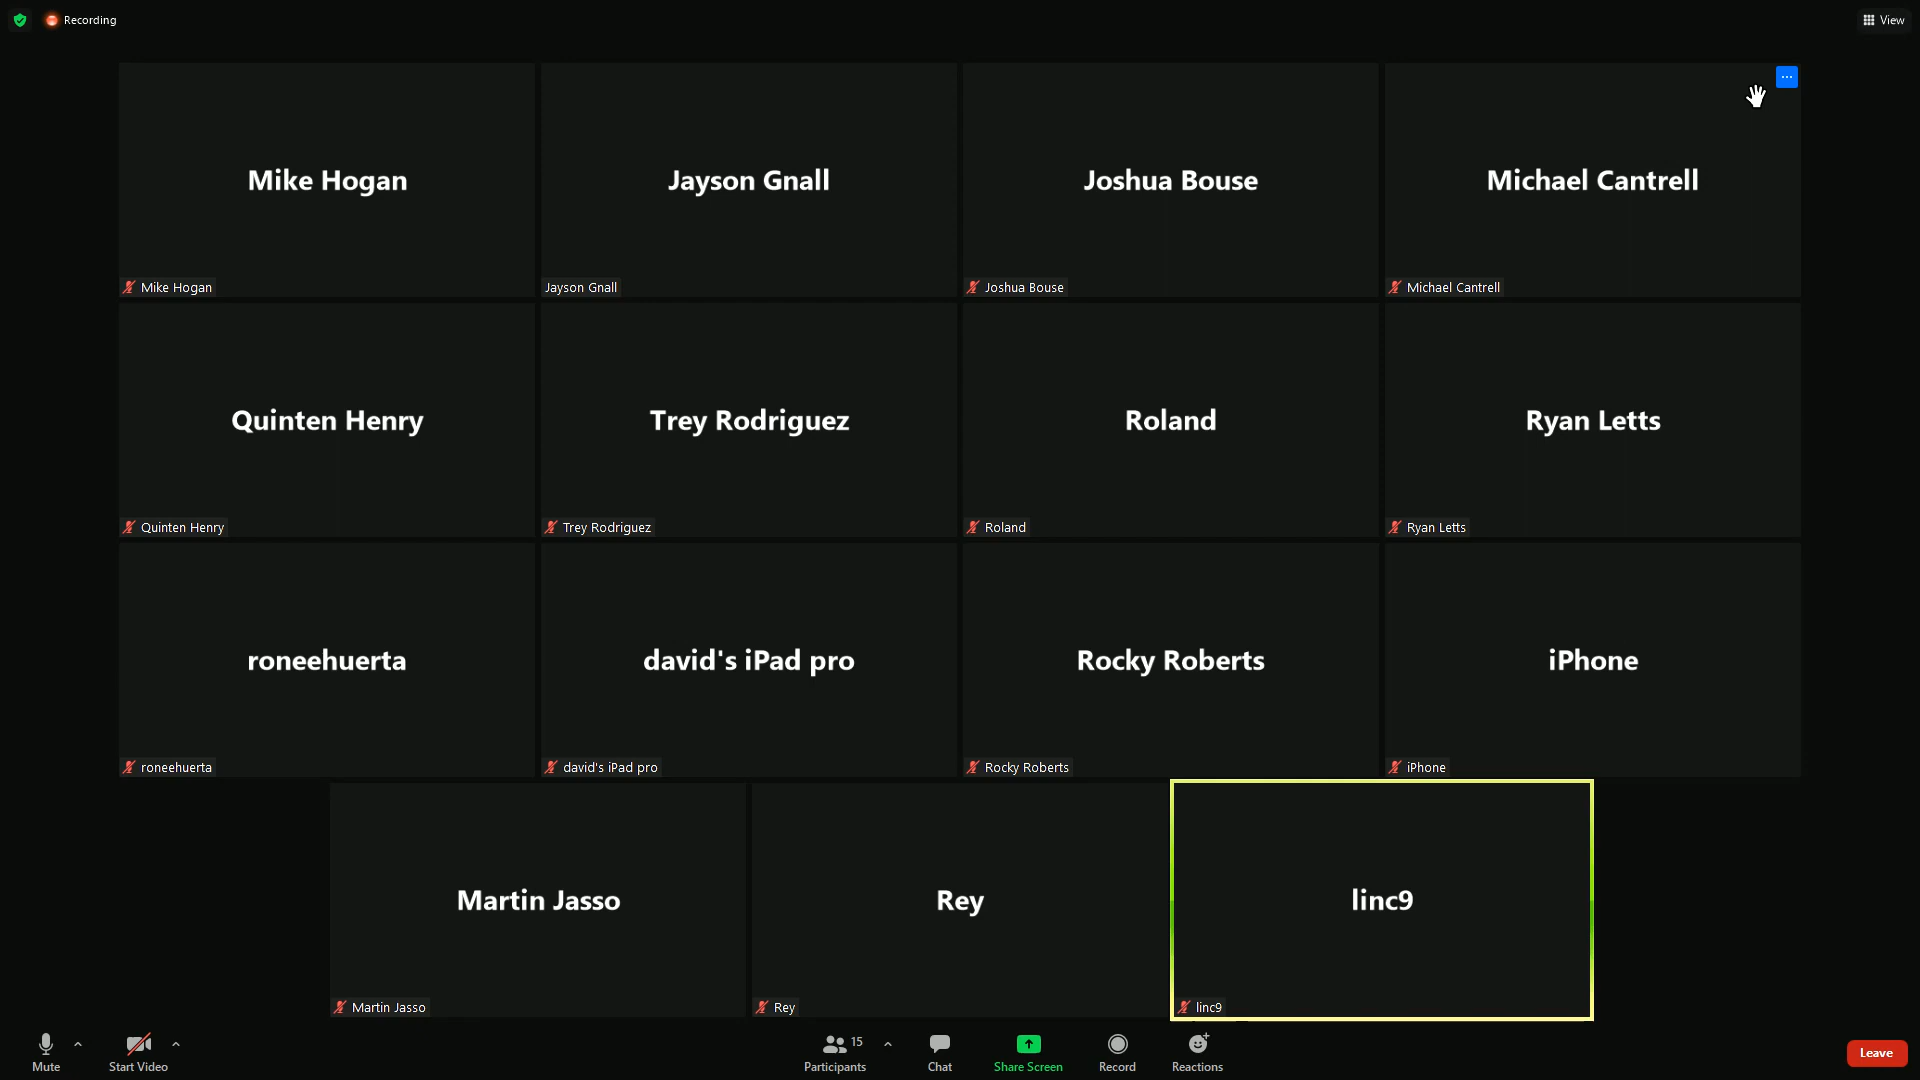 Recording
View
Mike Hogan
Jayson Gnall
Joshua Bouse
Michael Cantrell
Mike Hogan
Jayson Gnall
Joshua Bouse
Michael Cantrell
Quinten Henry
Trey Rodriguez
Roland
Ryan Letts
Quinten Henry
Trey Rodriguez
Roland
Ryan Letts
roneehuerta
david's iPad pro
Rocky Roberts
iPhone
roneehuerta
david's iPad pro
Rocky Roberts
iPhone
Martin Jasso
Rey
linc9
Martin Jasso
Rey
linc9
Mute
Start Video
15
Participants
Chat
Share Screen
Record
Reactions
Leave